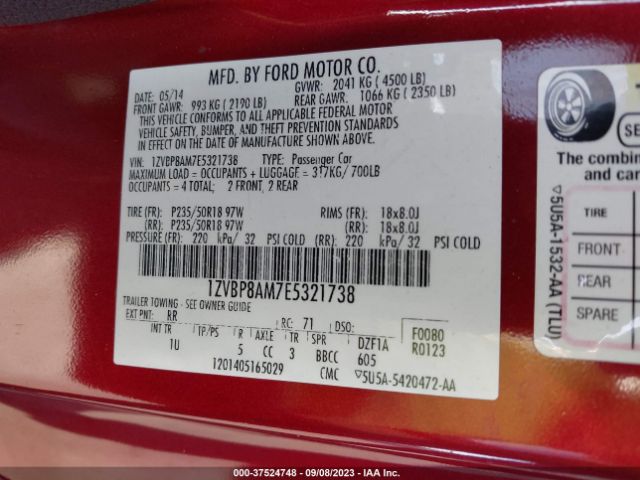 MFD. BY FORD MOTOR CO.
05/14 GVWR: 2041 KG ( 4500 LB)
FRONT GAWR: 993 KG ( 2190 LB) REAR GAWR: 1066 KG ( 2350 LB)
THIS VEHICLE CONFORMS TO ALL APPLICABLE FEDERAL MOTOR
VEHICLE SAFETY, BUMPER, AND THEFT PREVENTION STANDARDS
IN EFFECT ON THE DATE OF MANUFACTURE SHOWN ABOVE.
VIN: 1ZVBP8AM7E5321738 TYPE: Passenger Car
MAXIMUM LOAD = OCCUPANTS + LUGGAGE = 317KG/ 700LB
OCCUPANTS = 4 TOTAL; 2 FRONT, 2 REAR
TIRE (FR): P235/50R18 97W RIMS (FR): 18x8.0J
(RR): P235/50R18 97W (RR): 18x8.0J
PRESSURE (FR): 220 kPa/ 32 PSI COLD (RR): 220 kPa/ 32 PSI COLD
1ZVBP8AM7E5321738
TRAILER TOWING - SEE OWNER GUIDE
EXT PNT: RR RC: 71 DSO: F0080
INT TR TP/PS R AXLE TR SPR DZF1A R0123
1U 5 CC 3 BBCC 605
1201405165029 CMC ▽5U5A-5420472-AA
SE
The combin
and car
TIRE
FRONT
REAR
SPARE
▽5U5A-1532-AA (TLU)
000-37524748 - 09/08/2023 - IAA Inc.